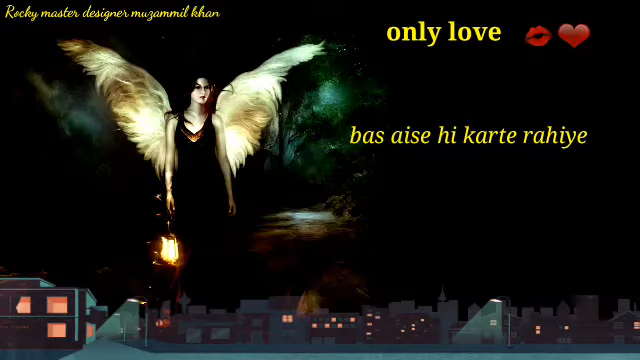 Rocky master designer muzammil khan
only love 💋❤
bas aise hi karte rahiye